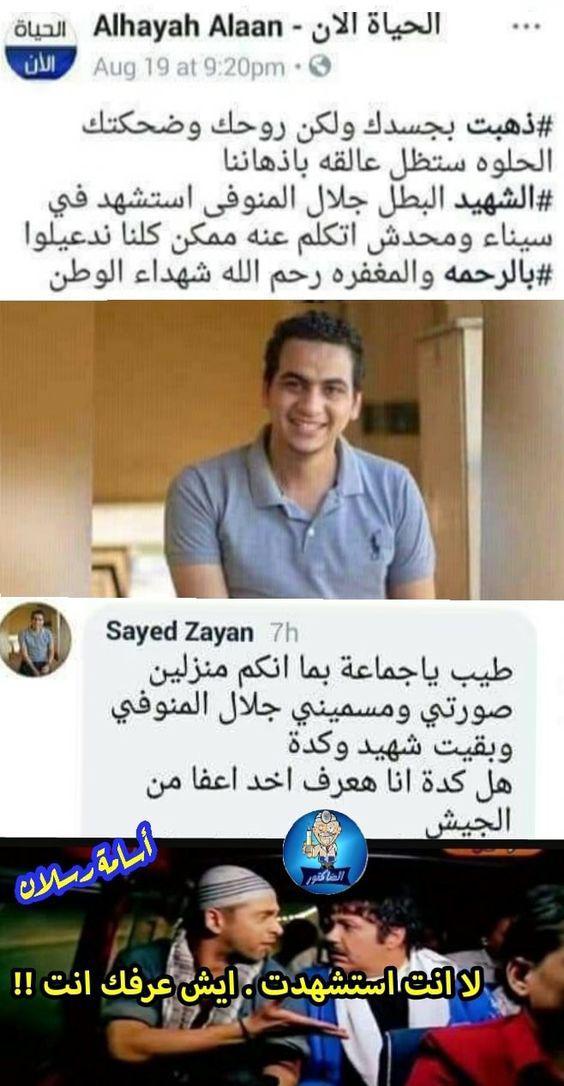 الحياة
الآن
Alhayah Alaan - الحياة الان
Aug 19 at 9:20pm
#ذهبت بجسدك ولكن روحك وضحكتك
الحلوه ستظل عالقه باذهاننا
#الشهيد البطل جلال المنوفى استشهد في
سيناء ومحدش اتكلم عنه ممكن كلنا ندعيلوا
#بالرحمه والمغفره رحم الله شهداء الوطن
Sayed Zayan 7h
طيب ياجماعة بما انكم منزلين
صورتي ومسميني جلال المنوفي
وبقيت شهيد وكدة
هل كدة انا هعرف اخد اعفا من
الجيش
أسامة رسلان
الضاكتور
لا انت استشهدت . ايش عرفك انت !!